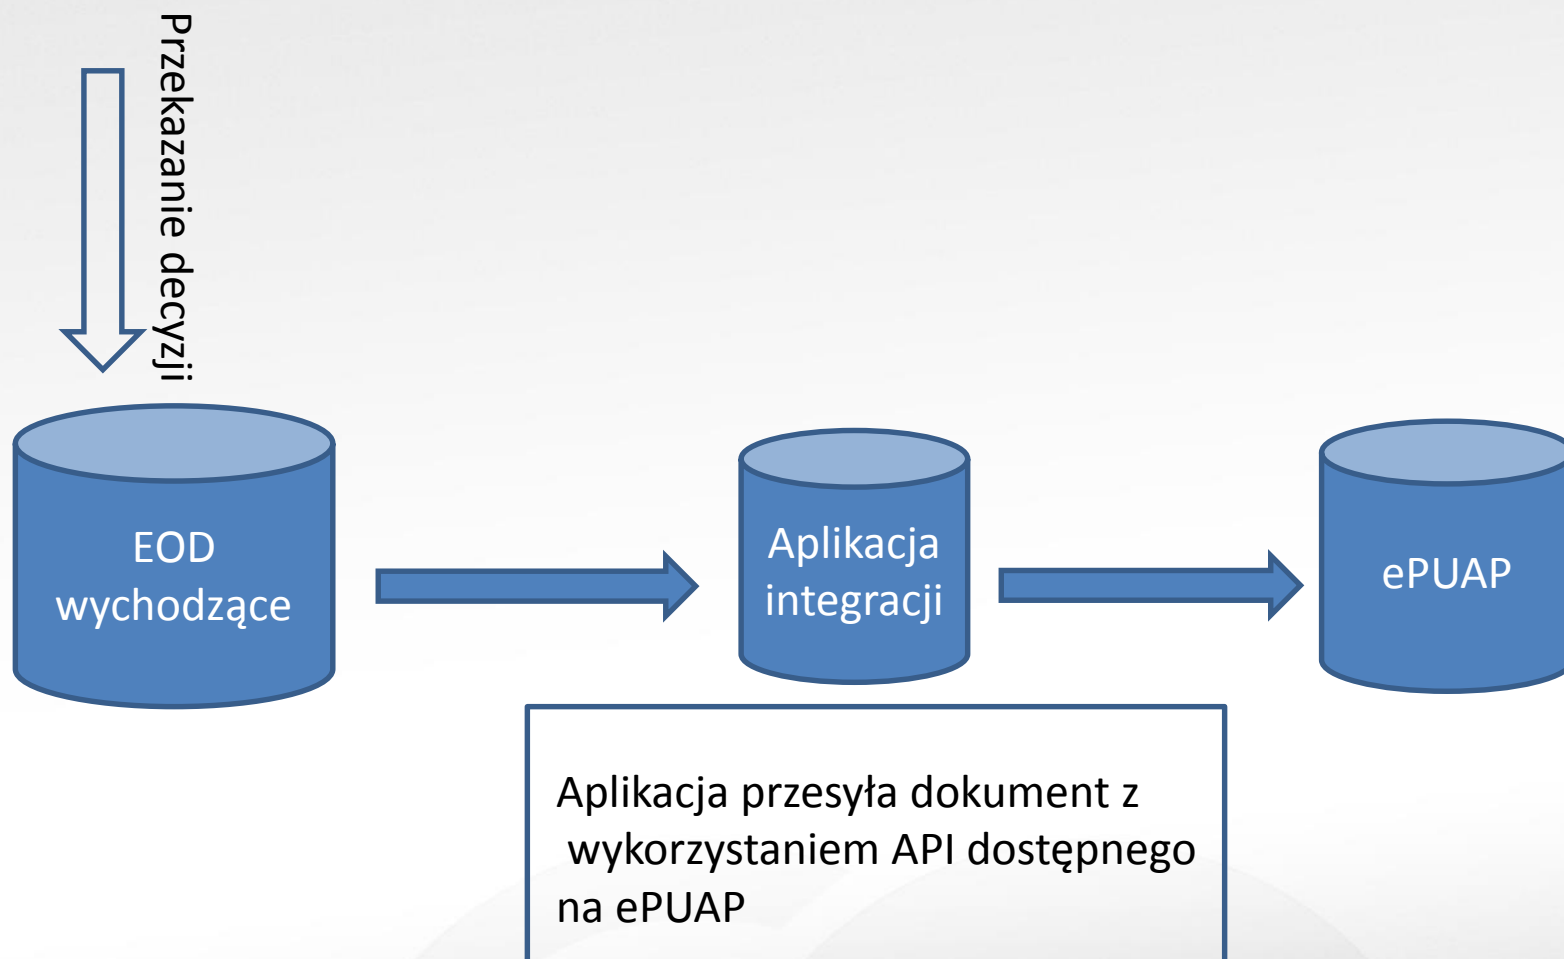 Przekazanie decyzji
EOD
wychodzące
Aplikacja
integracji
ePUAP
Aplikacja przesyła dokument z
wykorzystaniem API dostępnego
na ePUAP